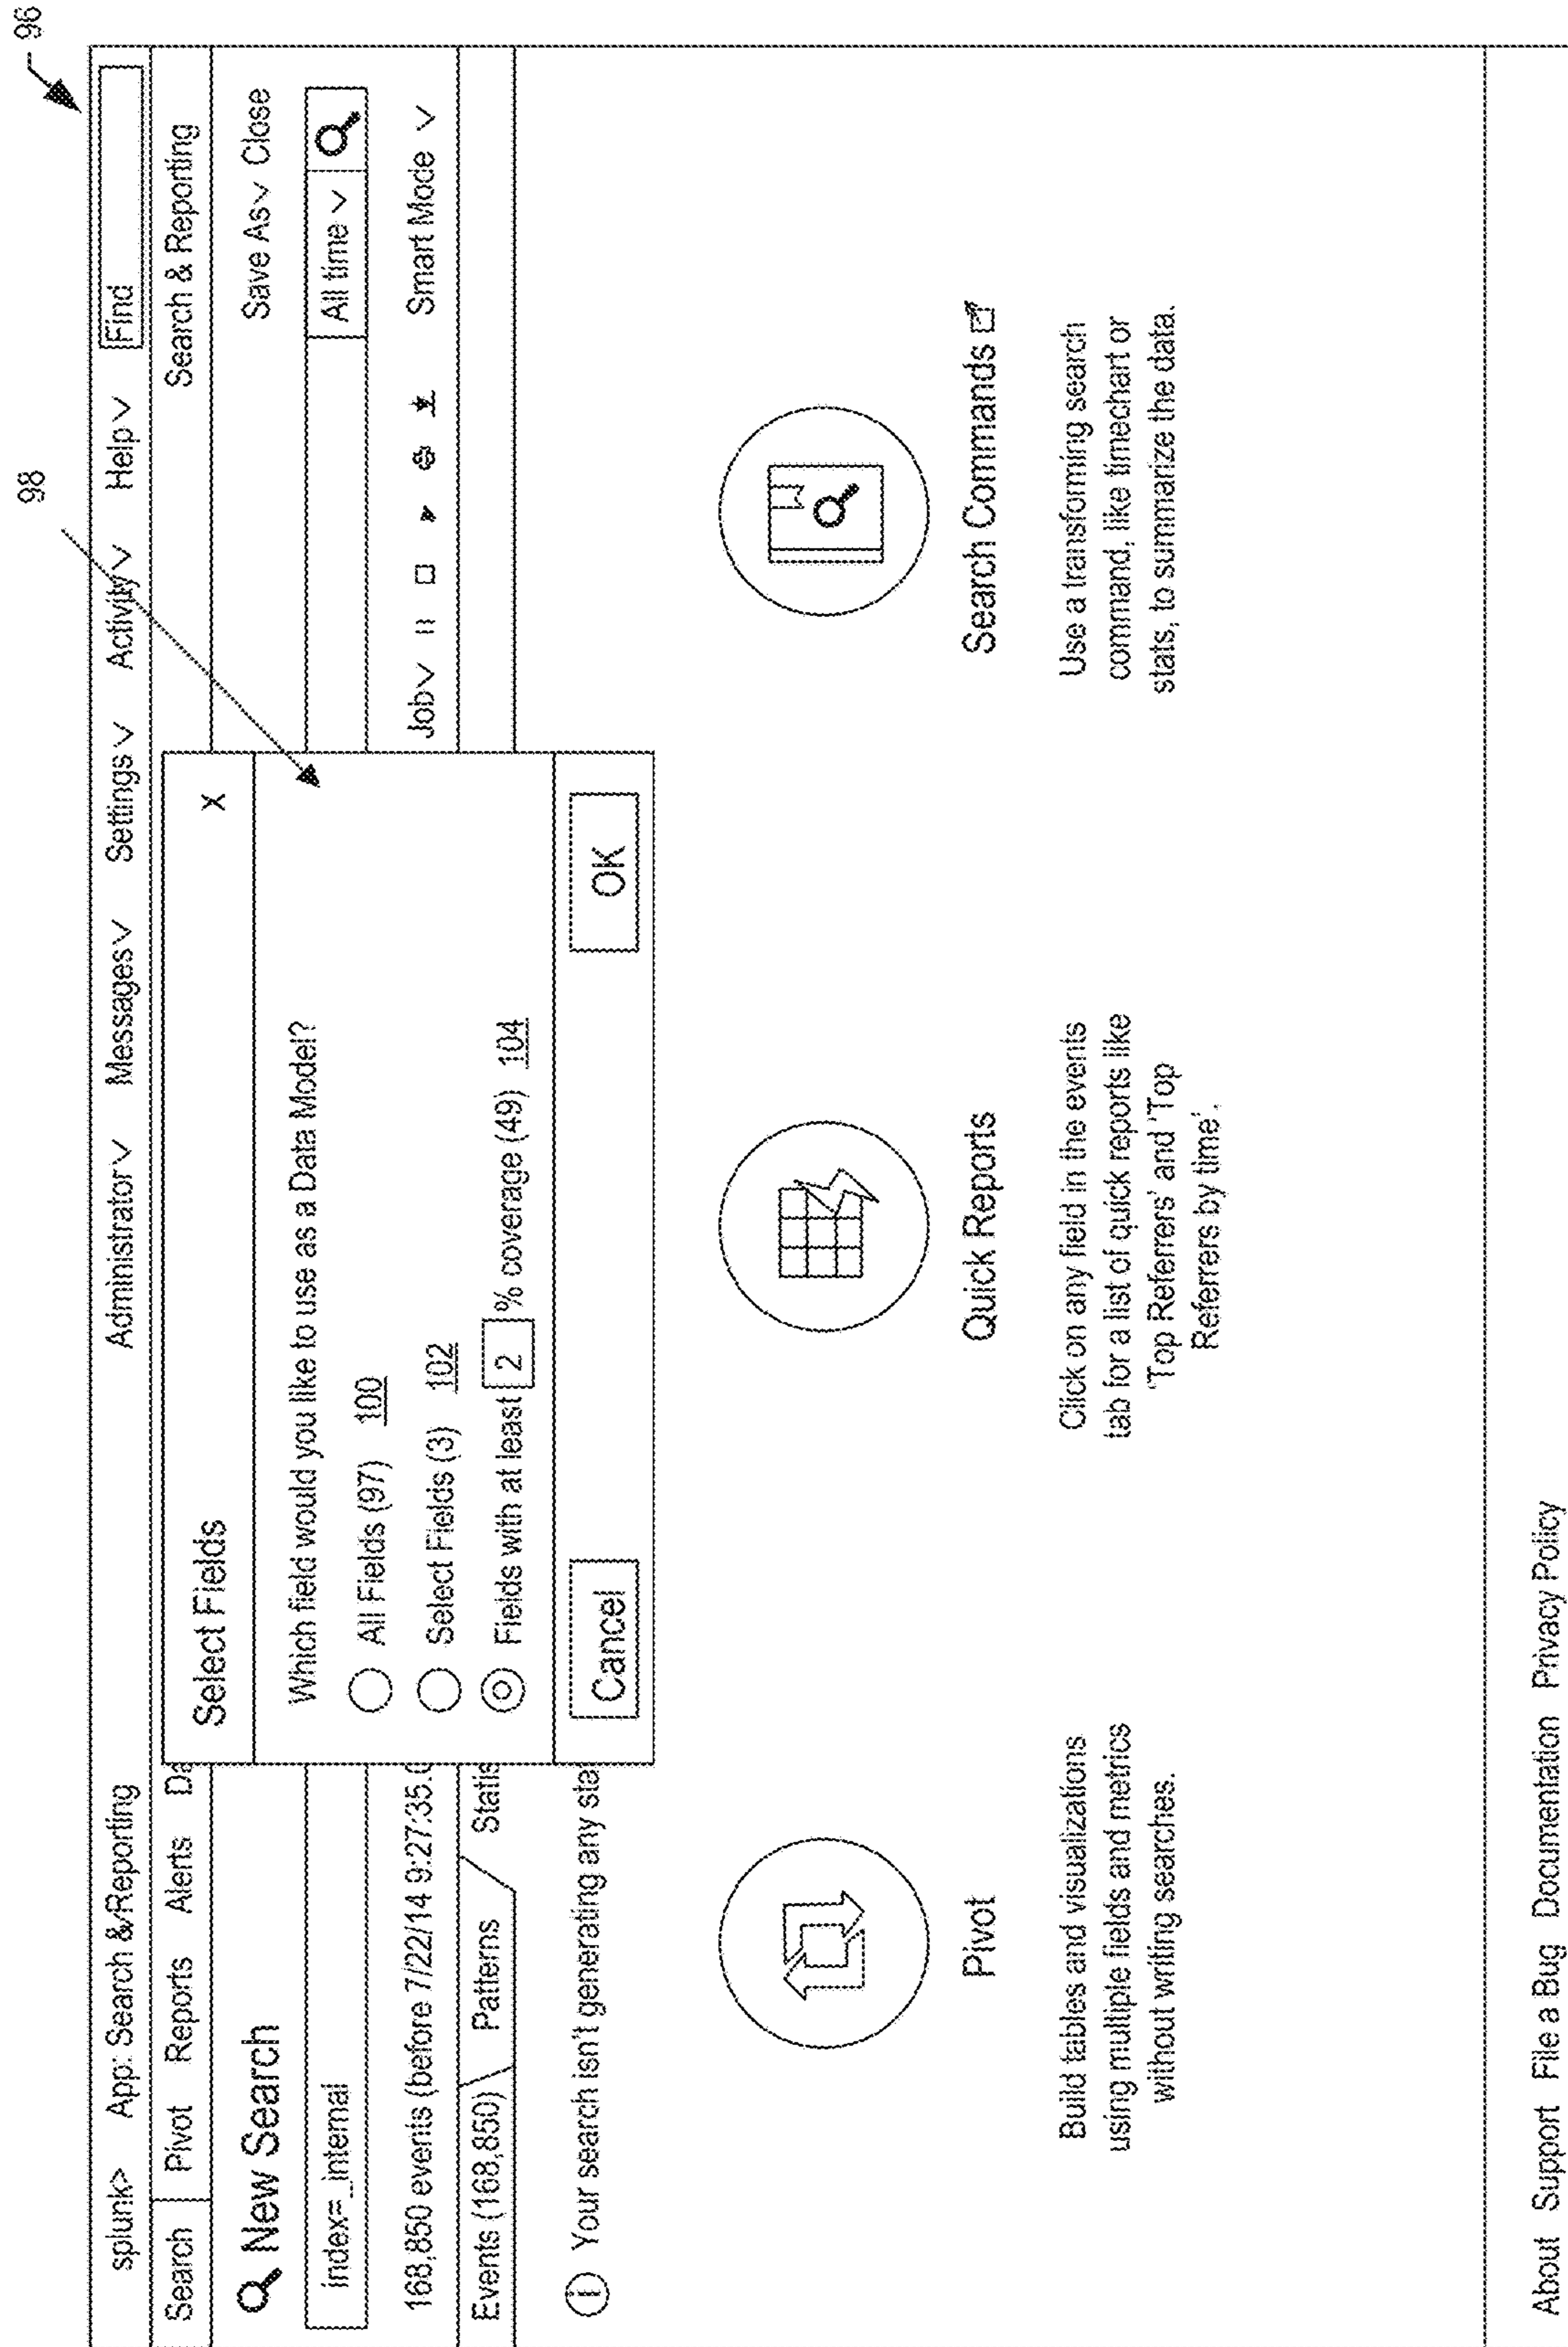 96
98
splunk> App: Search &Reporting Administrator Messages Settings Activity Help Find
Search Pivot Reports Alerts Da Search & Reporting
New Search
Save As Close
index=_internal
All time
168,850 events (before 7/22/14 9:27:35.0
Job Smart Mode
Events (168,850) Patterns Statis
Your search isn't generating any sta
Select Fields X
Which field would you like to use as a Data Model?
All Fields (97) 100
Select Fields (3) 102
Fields with at least 2 % coverage (49) 104
Cancel OK
Pivot
Build tables and visualizations
using multiple fields and metrics
without writing searches.
Quick Reports
Click on any field in the events
tab for a list of quick reports like
'Top Referrers' and 'Top
Referrers by time'.
Search Commands
Use a transforming search
command, like timechart or
stats, to summarize the data.
About Support File a Bug Documentation Privacy Policy